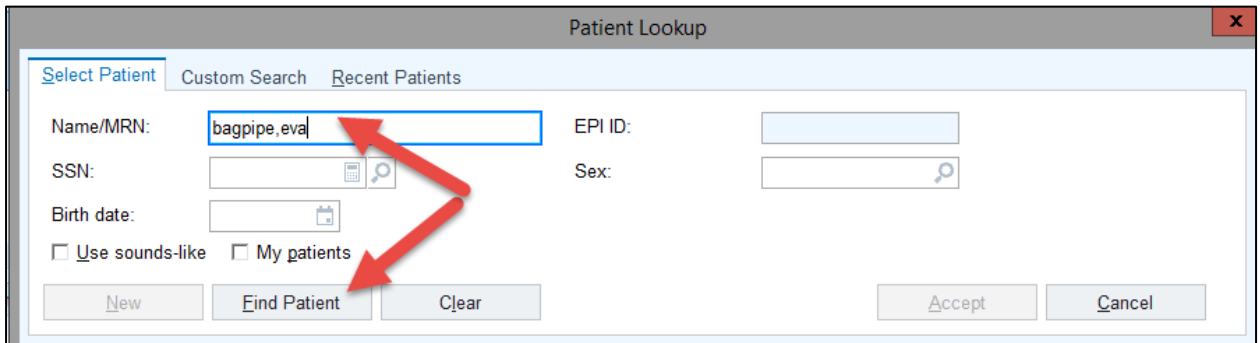 Patient Lookup
x
Select Patient Custom Search Recent Patients
Name/MRN: bagpipe,eva EPI ID:
SSN: Sex:
Birth date:
Use sounds-like My patients
New Find Patient Clear Accept Cancel